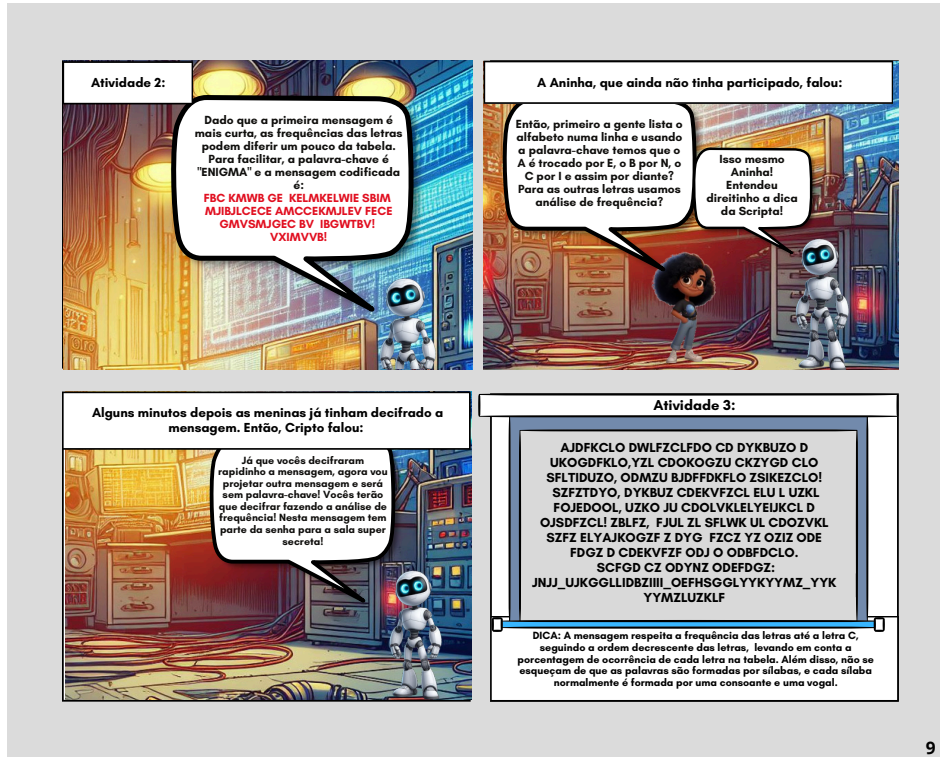 Atividade 2:
Dado que a primeira mensagem é
mais curta, as frequências das letras
podem diferir um pouco da tabela.
Para facilitar, a palavra-chave é
"ENIGMA" e a mensagem codificada
é:
FBC KMWB GE KELMKELWIE SBIM
MJIBJLCECE AMCCEKMJLEV FECE
GMVSMJGEC BV IBGWTBV!
VXIMVVB!
A Aninha, que ainda não tinha participado, falou:
Então, primeiro a gente lista o
alfabeto numa linha e usando
a palavra-chave temos que o
A é trocado por E, o B por N, o
C por I e assim por diante?
Para as outras letras usamos
análise de frequência?
Isso mesmo
Aninha!
Entendeu
direitinho a dica
da Scripta!
Alguns minutos depois as meninas já tinham decifrado a
mensagem. Então, Cripto falou:
Já que vocês decifraram
rapidinho a mensagem, agora vou
projetar outra mensagem e será
sem palavra-chave! Vocês terão
que decifrar fazendo a análise de
frequência! Nesta mensagem tem
parte da senha para a sala super
secreta!
Atividade 3:
AJDFKCLO DWLFZCLFDO CD DYKBUZO D
UKOGDFKLO,YZL CDOKOGZU CKZYGD CLO
SFLTIDUZO, ODMZU BJDFFDKFLO ZSIKEZCLO!
SZFZTDYO, DYKBUZ CDEKVFZCL ELU L UZKL
FOJEDOOL, UZKO JU CDOLVKLELYEIJKCL D
OJSDFZCL! ZBLFZ, FJUL ZL SFLWK UL CDOZVKL
SZFZ ELYAJKOGZF Z DYG FZCZ YZ OZIZ ODE
FDGZ D CDEKVFZF ODJ O ODBFDCLO.
SCFGD CZ ODYNZ ODEFDGZ:
JNJJ_UJKGGLLIDBZIIII_OEFHSGGLYYKYYMZ_YYK
YYMZLUZKLF
DICA: A mensagem respeita a frequência das letras até a letra C,
seguindo a ordem decrescente das letras, levando em conta a
porcentagem de ocorrência de cada letra na tabela. Além disso, não se
esqueçam de que as palavras são formadas por sílabas, e cada sílaba
normalmente é formada por uma consoante e uma vogal.
9